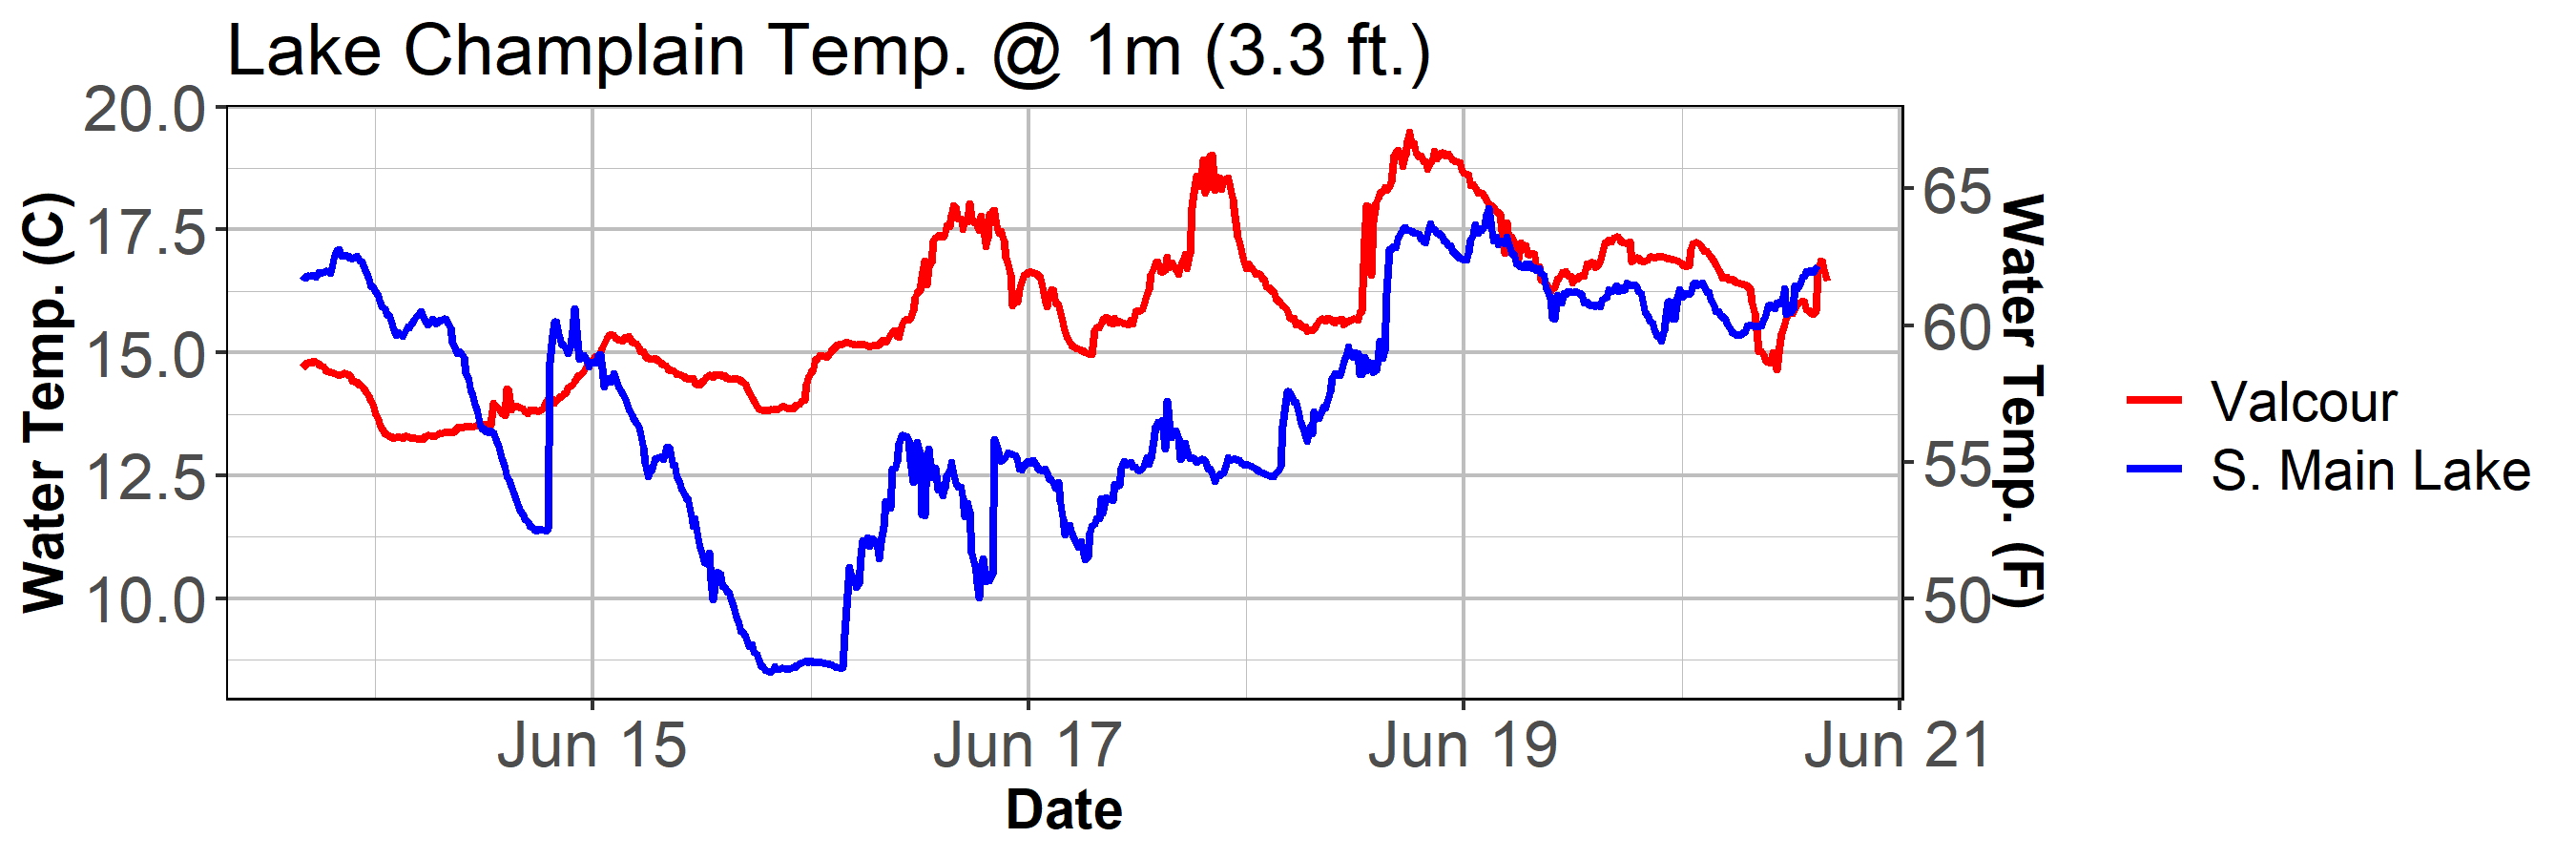 Lake Champlain Temp. @ 1m (3.3 ft.)
Water Temp. (C)
20.0
17.5
15.0
12.5
10.0
65
60
55
50
Water Temp. (F)
Jun 15
Jun 17
Jun 19
Jun 21
Date
Valcour
S. Main Lake